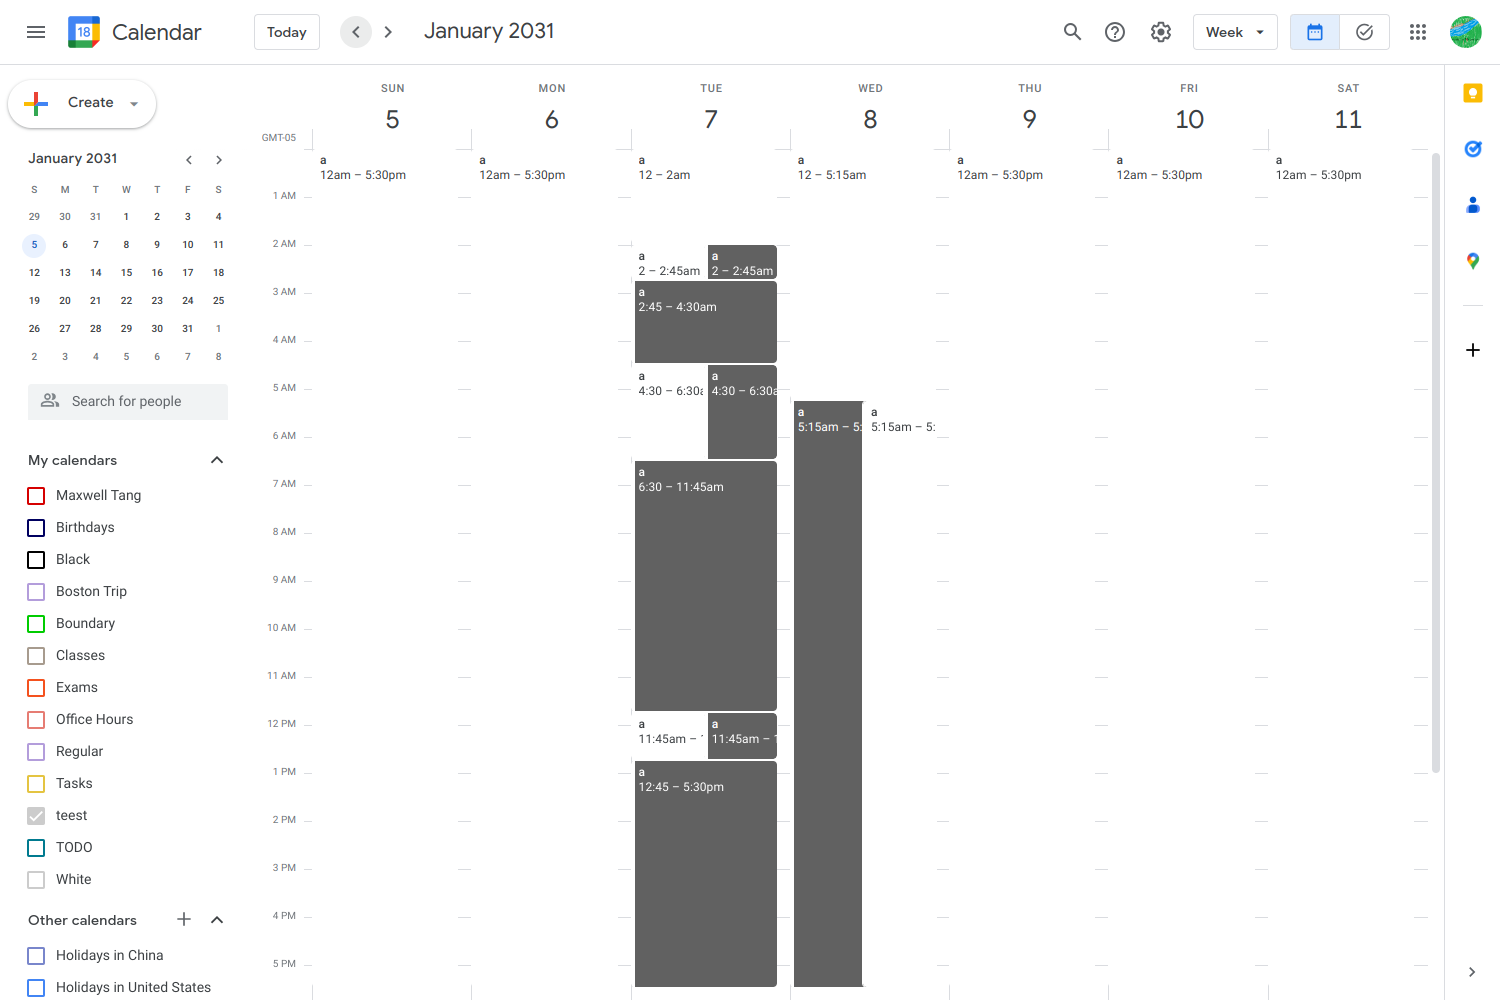 18 Calendar Today January 2031 Week
Create
January 2031
S M T W T F S
29 30 31 1 2 3 4
5 6 7 8 9 10 11
12 13 14 15 16 17 18
19 20 21 22 23 24 25
26 27 28 29 30 31 1
2 3 4 5 6 7 8
Search for people
My calendars
Maxwell Tang
Birthdays
Black
Boston Trip
Boundary
Classes
Exams
Office Hours
Regular
Tasks
teest
TODO
White
Other calendars
Holidays in China
Holidays in United States
SUN MON TUE WED THU FRI SAT
5 6 7 8 9 10 11
GMT-05
a a a a a a a
12am – 5:30pm 12am – 5:30pm 12 – 2am 12 – 5:15am 12am – 5:30pm 12am – 5:30pm 12am – 5:30pm
1 AM
2 AM
a a
2 – 2:45am 2 – 2:45am
3 AM
a
2:45 – 4:30am
4 AM
a a
5 AM
4:30 – 6:30a 4:30 – 6:30a
a a
5:15am – 5: 5:15am – 5:
6 AM
a
7 AM
6:30 – 11:45am
8 AM
9 AM
10 AM
11 AM
12 PM
a a
11:45am – 11:45am – 1
1 PM
a
12:45 – 5:30pm
2 PM
3 PM
4 PM
5 PM